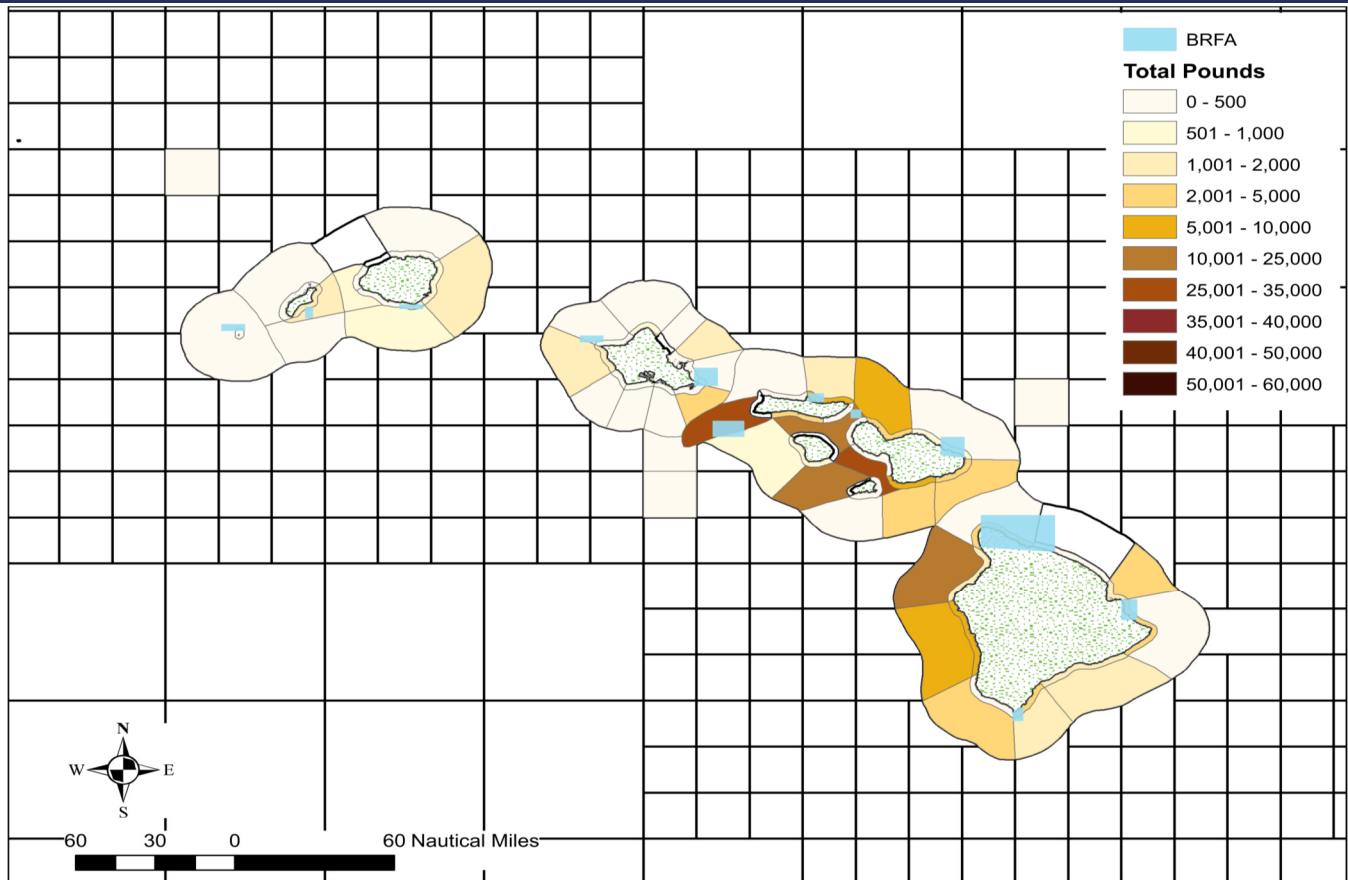 BRFA
Total Pounds
0 - 500
501 - 1,000
1,001 - 2,000
2,001 - 5,000
5,001 - 10,000
10,001 - 25,000
25,001 - 35,000
35,001 - 40,000
40,001 - 50,000
50,001 - 60,000
N
W E
S
60 30 0 60 Nautical Miles